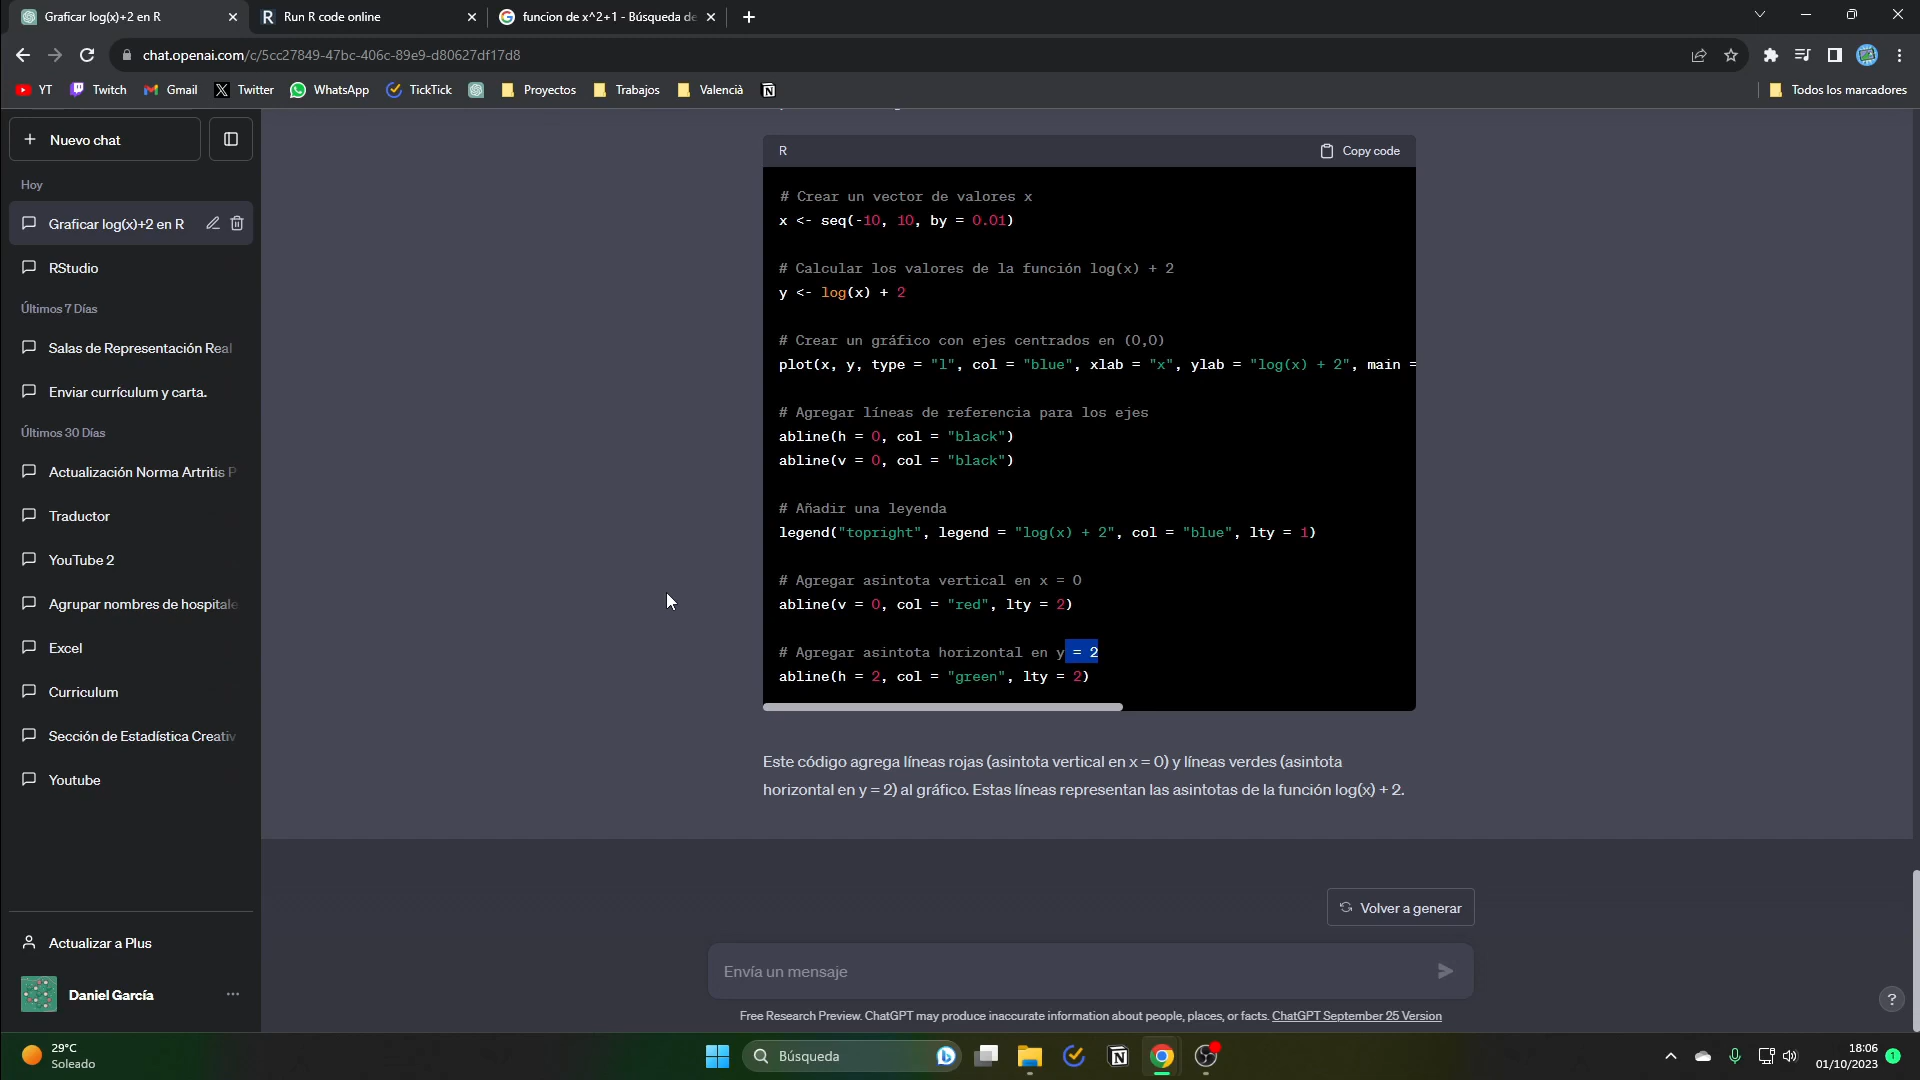 Graficar log(x)+2 en R
Run R code online
funcion de x^2+1 - Búsqueda de
chat.openai.com/c/5cc27849-47bc-406c-89e9-d80627df17d8
YT
Twitch
Gmail
Twitter
WhatsApp
TickTick
Proyectos
Trabajos
Valencià
Todos los marcadores
Nuevo chat
Hoy
Graficar log(x)+2 en R
RStudio
Últimos 7 Días
Salas de Representación Real
Enviar currículum y carta.
Últimos 30 Días
Actualización Norma Artritis P
Traductor
YouTube 2
Agrupar nombres de hospitale
Excel
Curriculum
Sección de Estadística Creativ
Youtube
Actualizar a Plus
Daniel García
R
Copy code
# Crear un vector de valores x
x <- seq(-10, 10, by = 0.01)
# Calcular los valores de la función log(x) + 2
y <- log(x) + 2
# Crear un gráfico con ejes centrados en (0,0)
plot(x, y, type = "l", col = "blue", xlab = "x", ylab = "log(x) + 2", main =
# Agregar líneas de referencia para los ejes
abline(h = 0, col = "black")
abline(v = 0, col = "black")
# Añadir una leyenda
legend("topright", legend = "log(x) + 2", col = "blue", lty = 1)
# Agregar asintota vertical en x = 0
abline(v = 0, col = "red", lty = 2)
# Agregar asintota horizontal en y = 2
abline(h = 2, col = "green", lty = 2)
Este código agrega líneas rojas (asintota vertical en x = 0) y líneas verdes (asintota
horizontal en y = 2) al gráfico. Estas líneas representan las asintotas de la función log(x) + 2.
Volver a generar
Envía un mensaje
Free Research Preview. ChatGPT may produce inaccurate information about people, places, or facts. ChatGPT September 25 Version
?
29°C
Soleado
Búsqueda
18:06
01/10/2023
1